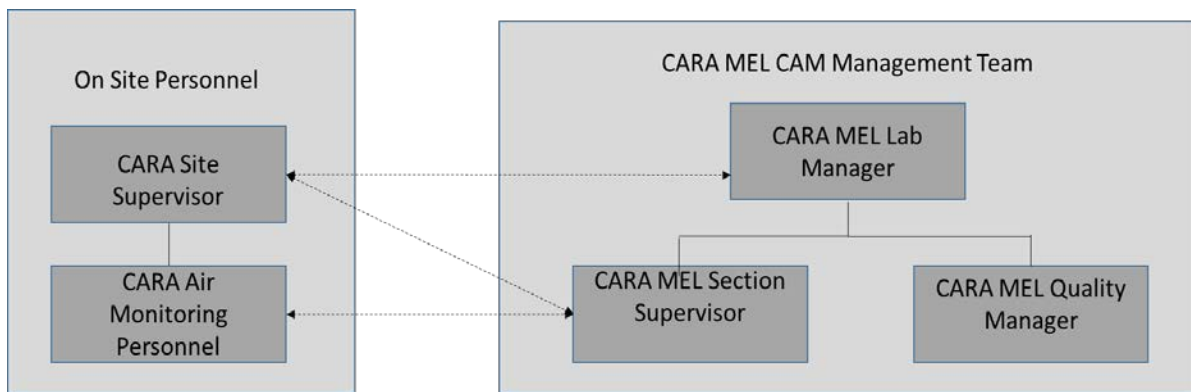 On Site Personnel
CARA Site
Supervisor
CARA Air
Monitoring
Personnel
CARA MEL CAM Management Team
CARA MEL Lab
Manager
CARA MEL Section
Supervisor
CARA MEL Quality
Manager